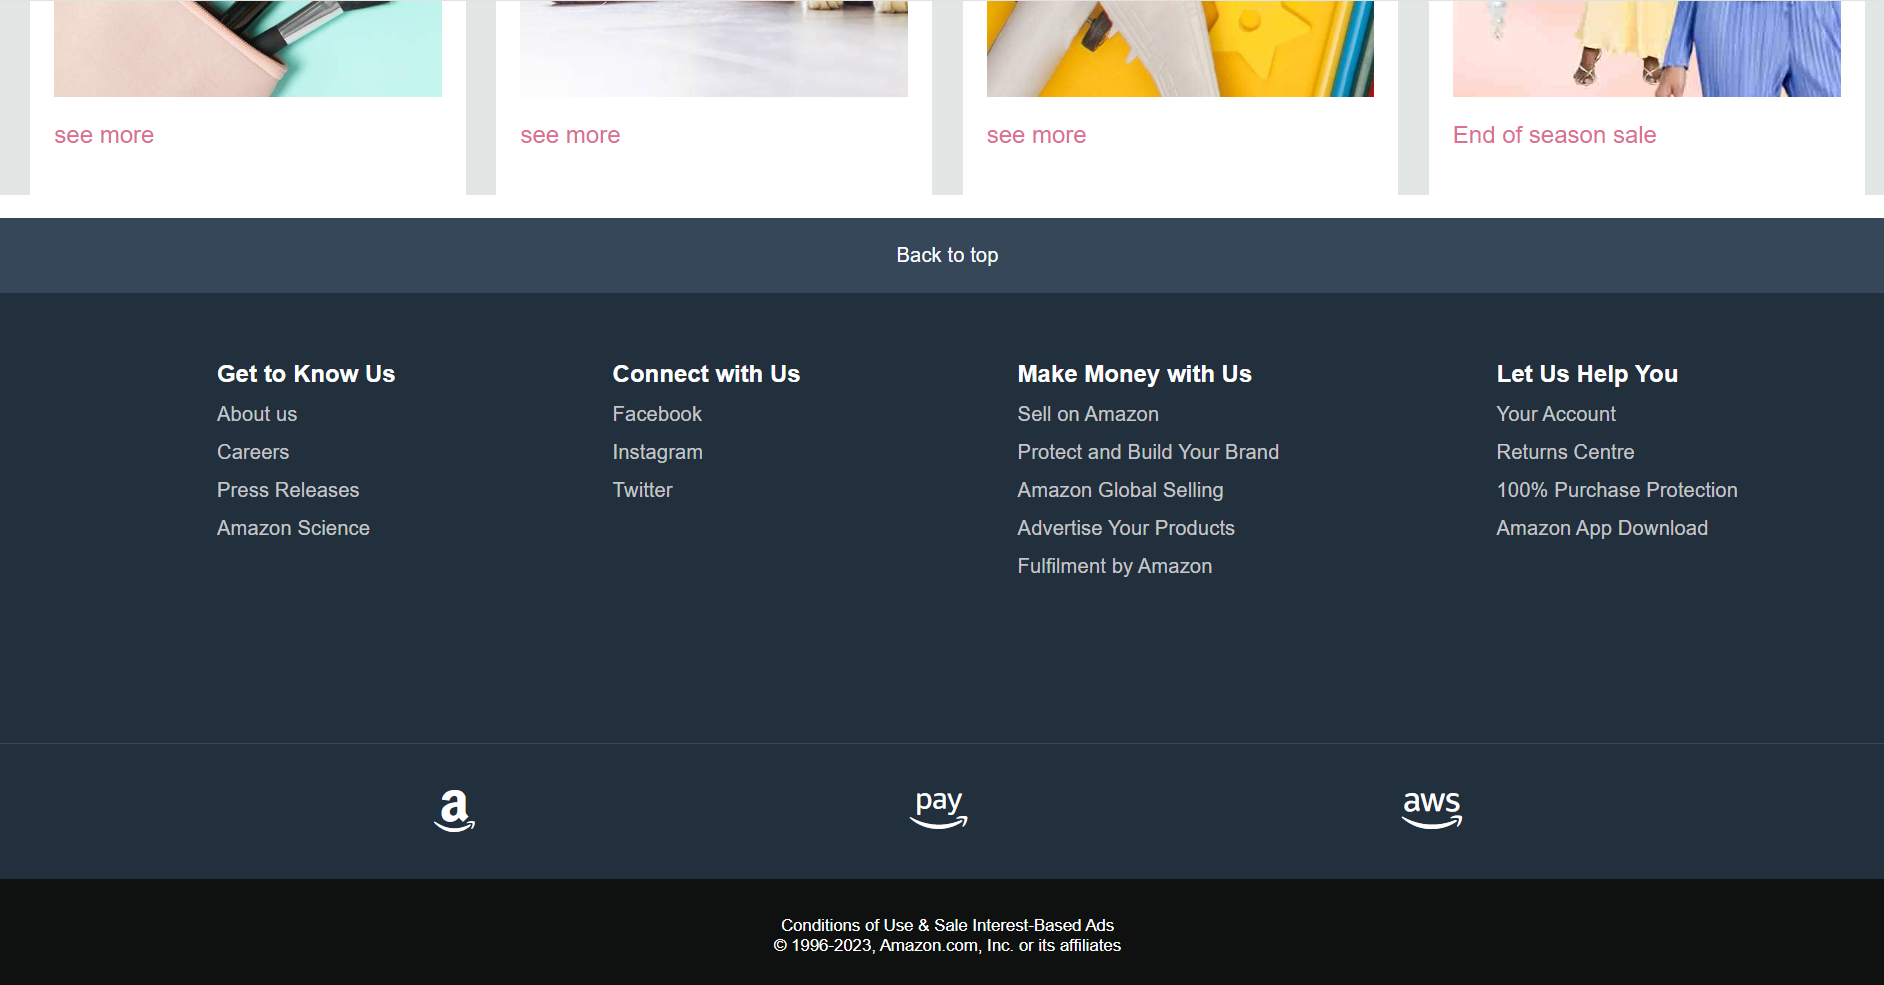 see more
see more
see more
End of season sale
Back to top
Get to Know Us
About us
Careers
Press Releases
Amazon Science
Connect with Us
Facebook
Instagram
Twitter
Make Money with Us
Sell on Amazon
Protect and Build Your Brand
Amazon Global Selling
Advertise Your Products
Fulfilment by Amazon
Let Us Help You
Your Account
Returns Centre
100% Purchase Protection
Amazon App Download
a
pay
aws
Conditions of Use & Sale Interest-Based Ads
© 1996-2023, Amazon.com, Inc. or its affiliates